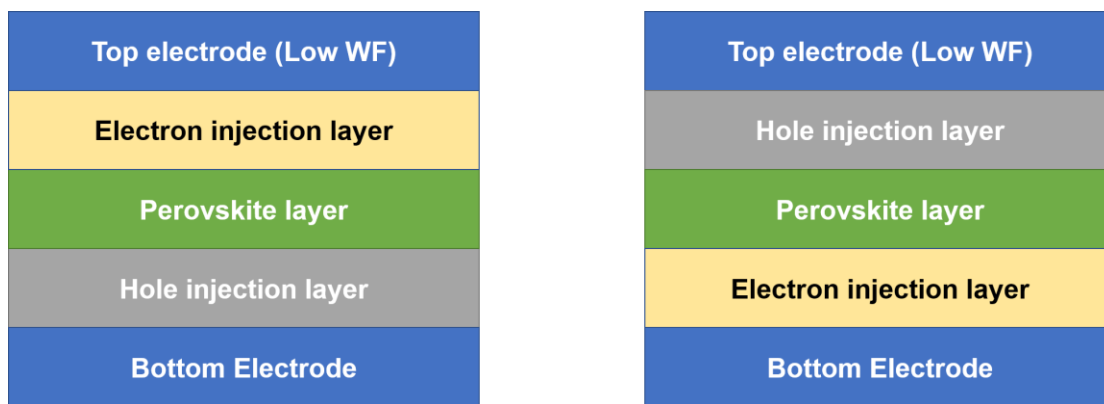 Top electrode (Low WF)
Electron injection layer
Perovskite layer
Hole injection layer
Bottom Electrode
Top electrode (Low WF)
Hole injection layer
Perovskite layer
Electron injection layer
Bottom Electrode